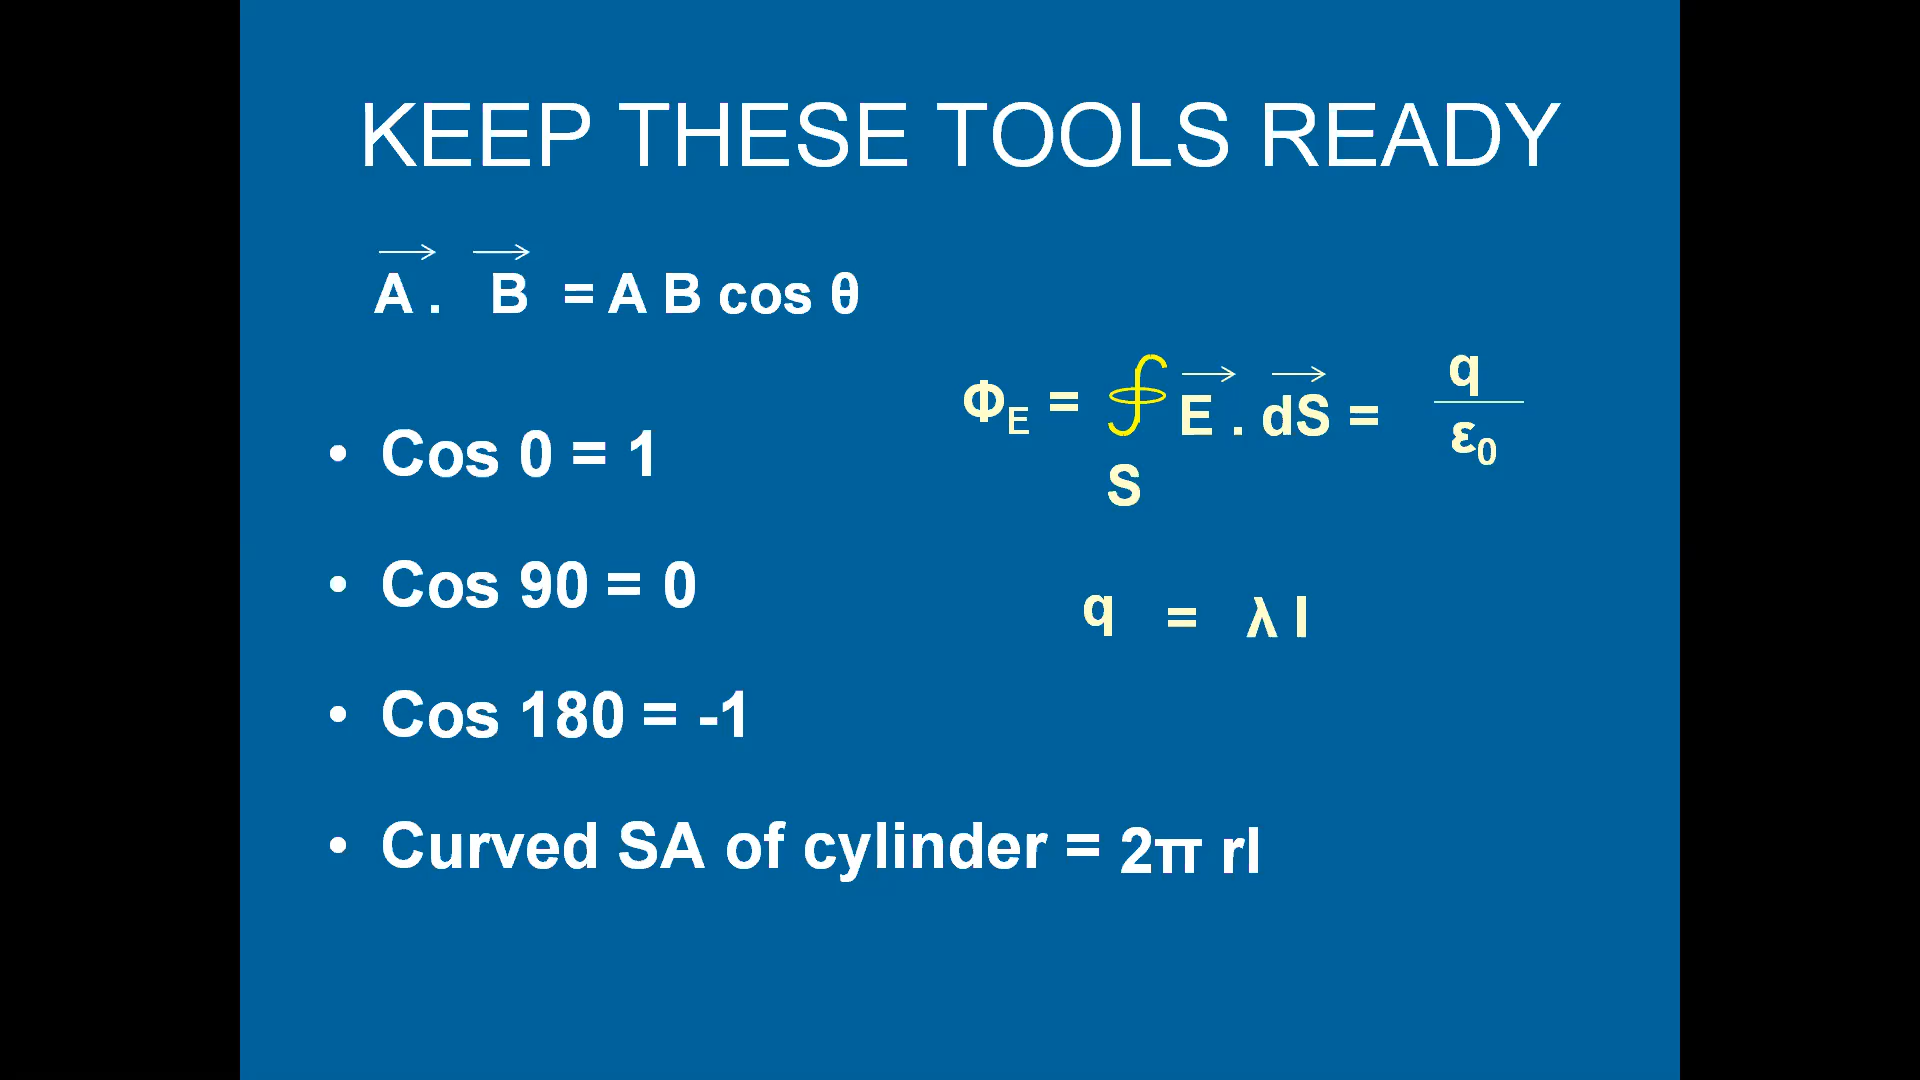 KEEP THESE TOOLS READY
A . B = A B cos θ
ΦE = ∮S E . dS = q / ε0
• Cos 0 = 1
• Cos 90 = 0
q = λ l
• Cos 180 = -1
• Curved SA of cylinder = 2π rl